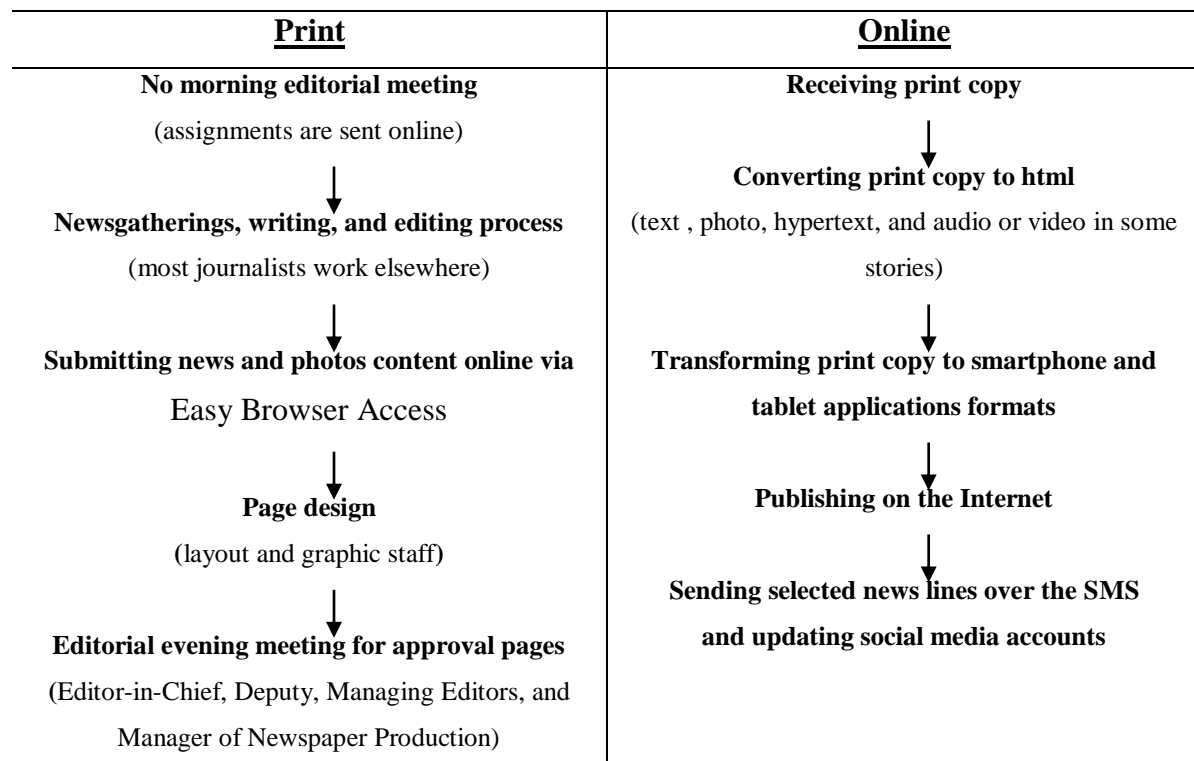 Print
No morning editorial meeting
(assignments are sent online)
Newsgatherings, writing, and editing process
(most journalists work elsewhere)
Submitting news and photos content online via
Easy Browser Access
Page design
(layout and graphic staff)
Editorial evening meeting for approval pages
(Editor-in-Chief, Deputy, Managing Editors, and
Manager of Newspaper Production)
Online
Receiving print copy
Converting print copy to html
(text , photo, hypertext, and audio or video in some
stories)
Transforming print copy to smartphone and
tablet applications formats
Publishing on the Internet
Sending selected news lines over the SMS
and updating social media accounts